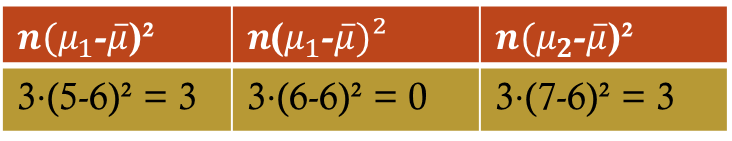 n(μ₁-μ̄)² n(μ₁-μ̄)² n(μ₂-μ̄)²
3·(5-6)² = 3 3·(6-6)² = 0 3·(7-6)² = 3